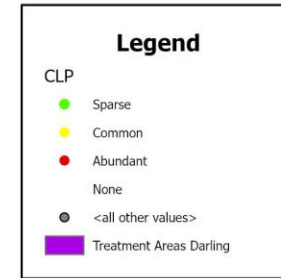 Legend
CLP
Sparse
Common
Abundant
None
<all other values>
Treatment Areas Darling